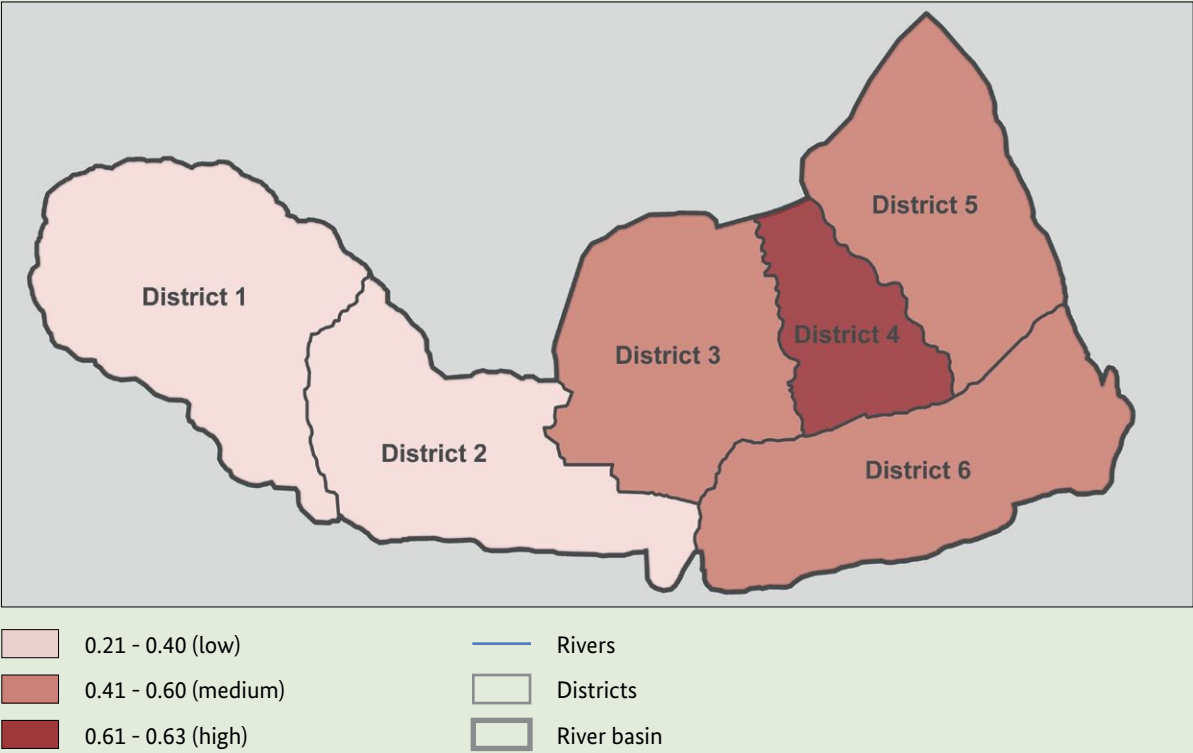 District 5
District 1
District 4
District 3
District 2
District 6
0.21 - 0.40 (low)
0.41 - 0.60 (medium)
0.61 - 0.63 (high)
Rivers
Districts
River basin